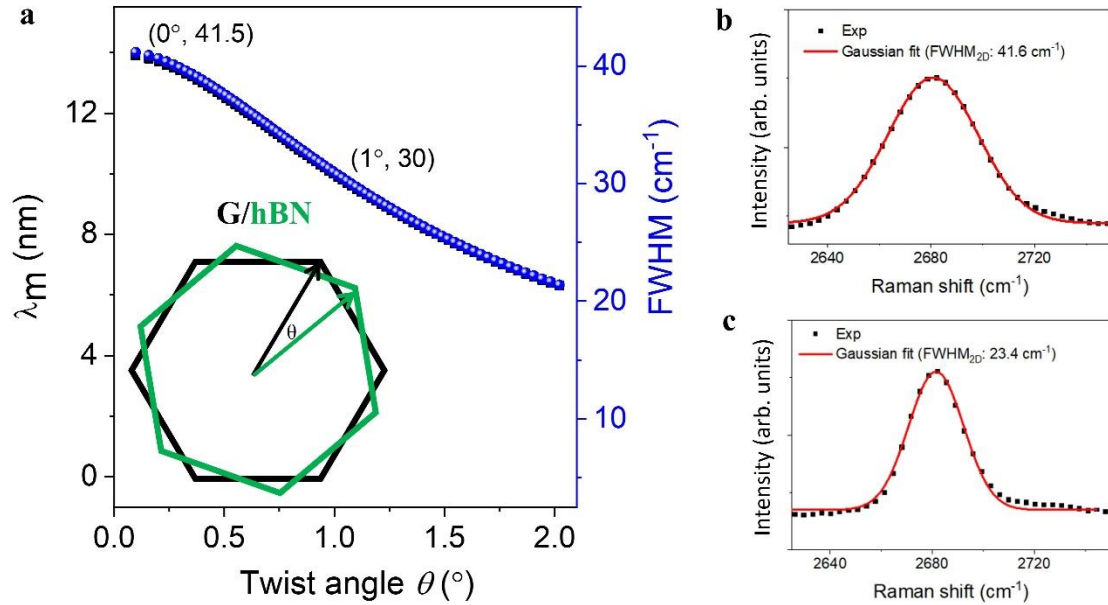 a
(0°, 41.5)
(1°, 30)
G/hBN
θ
λm (nm)
12
8
4
0
FWHM (cm⁻¹)
40
30
20
10
0.0 0.5 1.0 1.5 2.0
Twist angle θ (°)
b
Exp
Gaussian fit (FWHM2D: 41.6 cm⁻¹)
Intensity (arb. units)
2640 2680 2720
Raman shift (cm⁻¹)
c
Exp
Gaussian fit (FWHM2D: 23.4 cm⁻¹)
Intensity (arb. units)
2640 2680 2720
Raman shift (cm⁻¹)